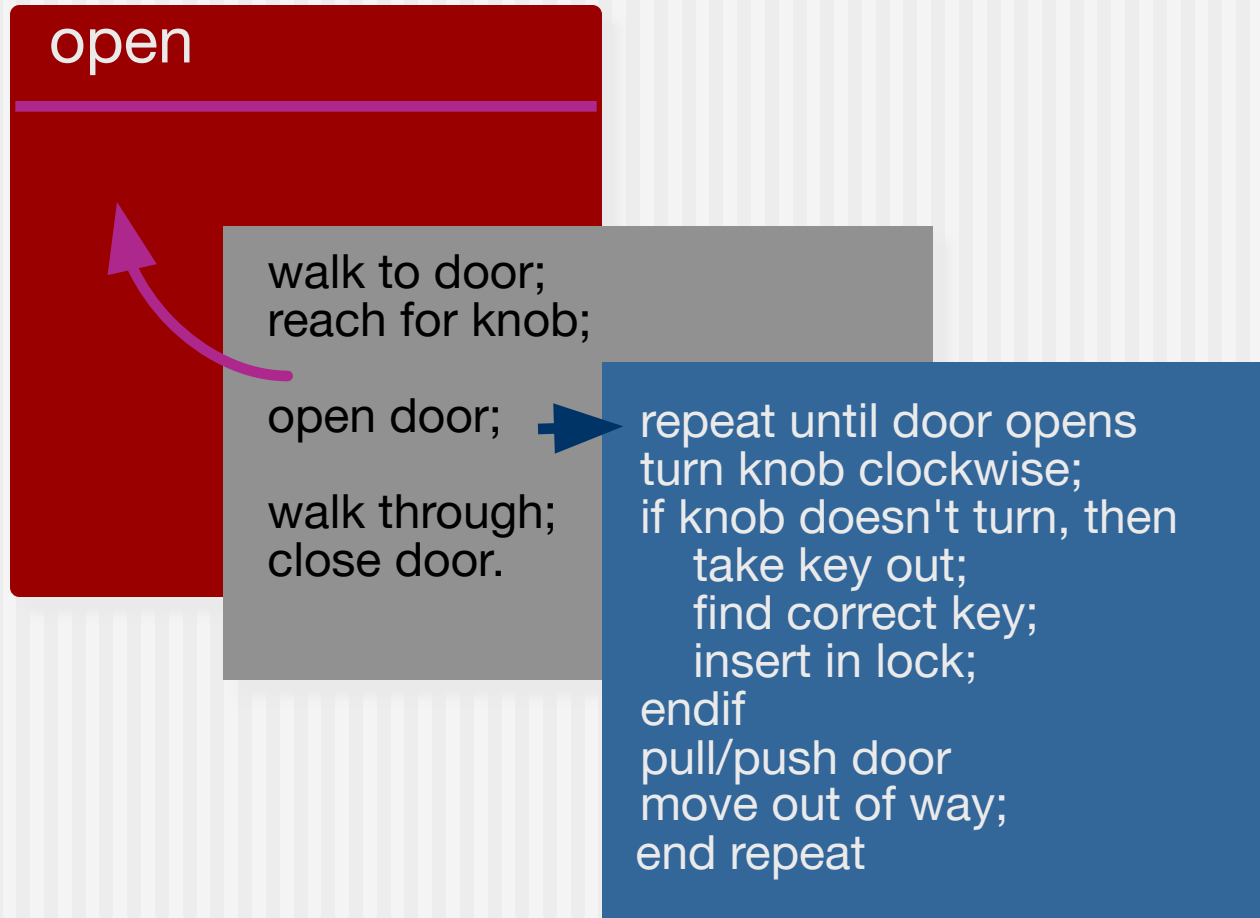 open
walk to door;
reach for knob;
open door;
walk through;
close door.
repeat until door opens
turn knob clockwise;
if knob doesn't turn, then
take key out;
find correct key;
insert in lock;
endif
pull/push door
move out of way;
end repeat